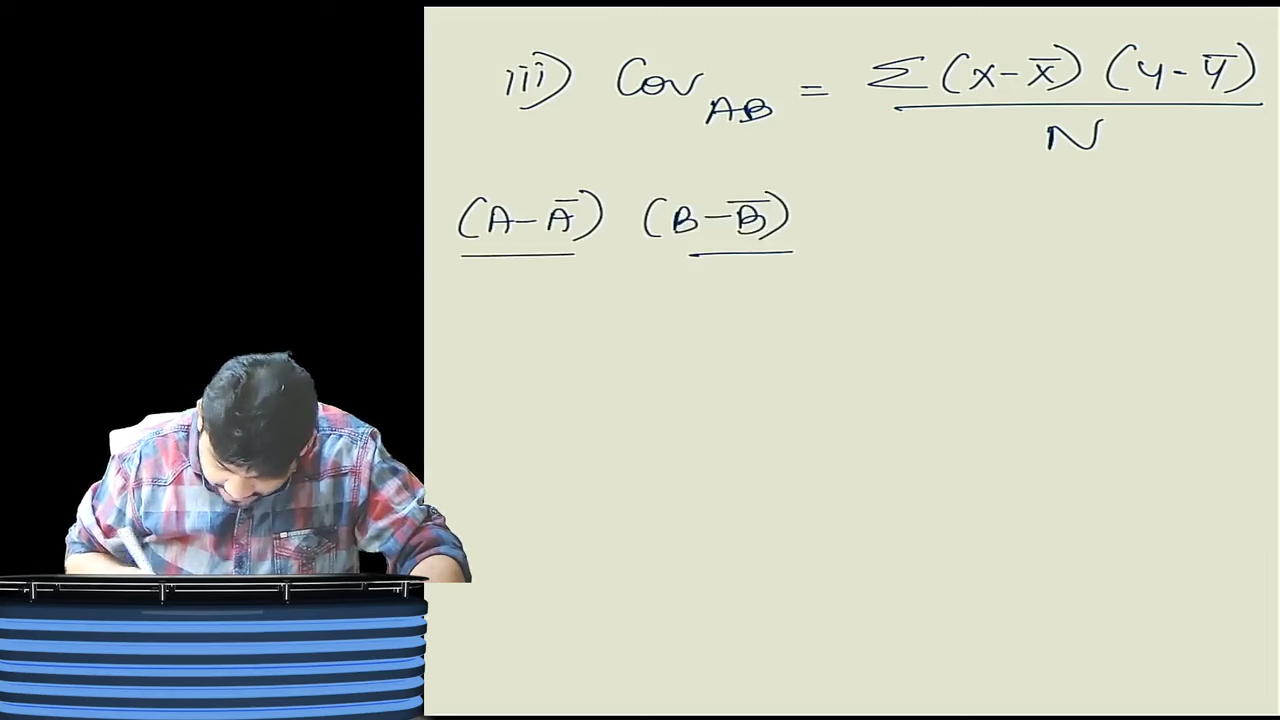 iii) Cov_AB = Σ(x-x̄) (y-ȳ) / N
(A-Ā) (B-B̄)